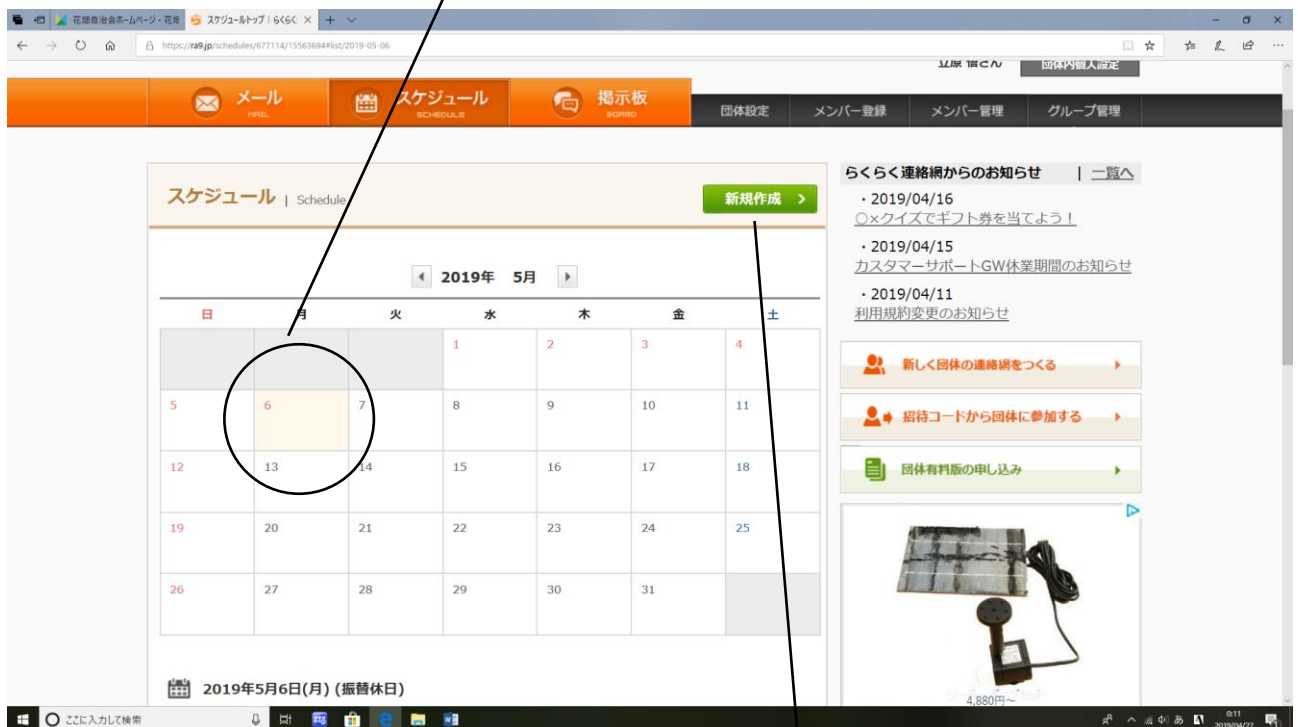 花畑自治会ホームページ - 花畑
スケジュールトップ | らくらく
https://ra9.jp/schedules/677114/15563694#list/2019-05-06
立原 信さん
団体内個人設定
メール
MAIL
スケジュール
SCHEDULE
掲示板
BOARD
団体設定 メンバー登録 メンバー管理 グループ管理
スケジュール | Schedule
新規作成
2019年 5月
日 月 火 水 木 金 土
1 2 3 4
5 6 7 8 9 10 11
12 13 14 15 16 17 18
19 20 21 22 23 24 25
26 27 28 29 30 31
2019年5月6日(月) (振替休日)
らくらく連絡網からのお知らせ | 一覧へ
・2019/04/16
○×クイズでギフト券を当てよう！
・2019/04/15
カスタマーサポートGW休業期間のお知らせ
・2019/04/11
利用規約変更のお知らせ
新しく団体の連絡網をつくる
招待コードから団体に参加する
団体有料版の申し込み
4,880円～
ここに入力して検索
あ
0:11
2019/04/27